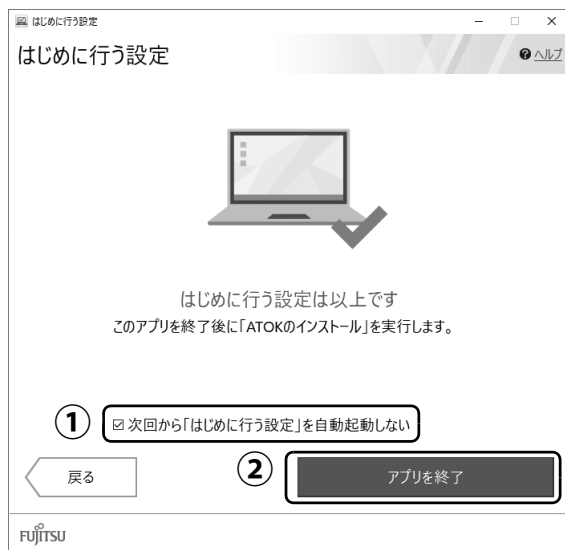 はじめに行う設定
はじめに行う設定
ヘルプ
はじめに行う設定は以上です
このアプリを終了後に「ATOKのインストール」を実行します。
① 次回から「はじめに行う設定」を自動起動しない
戻る
② アプリを終了
FUJITSU